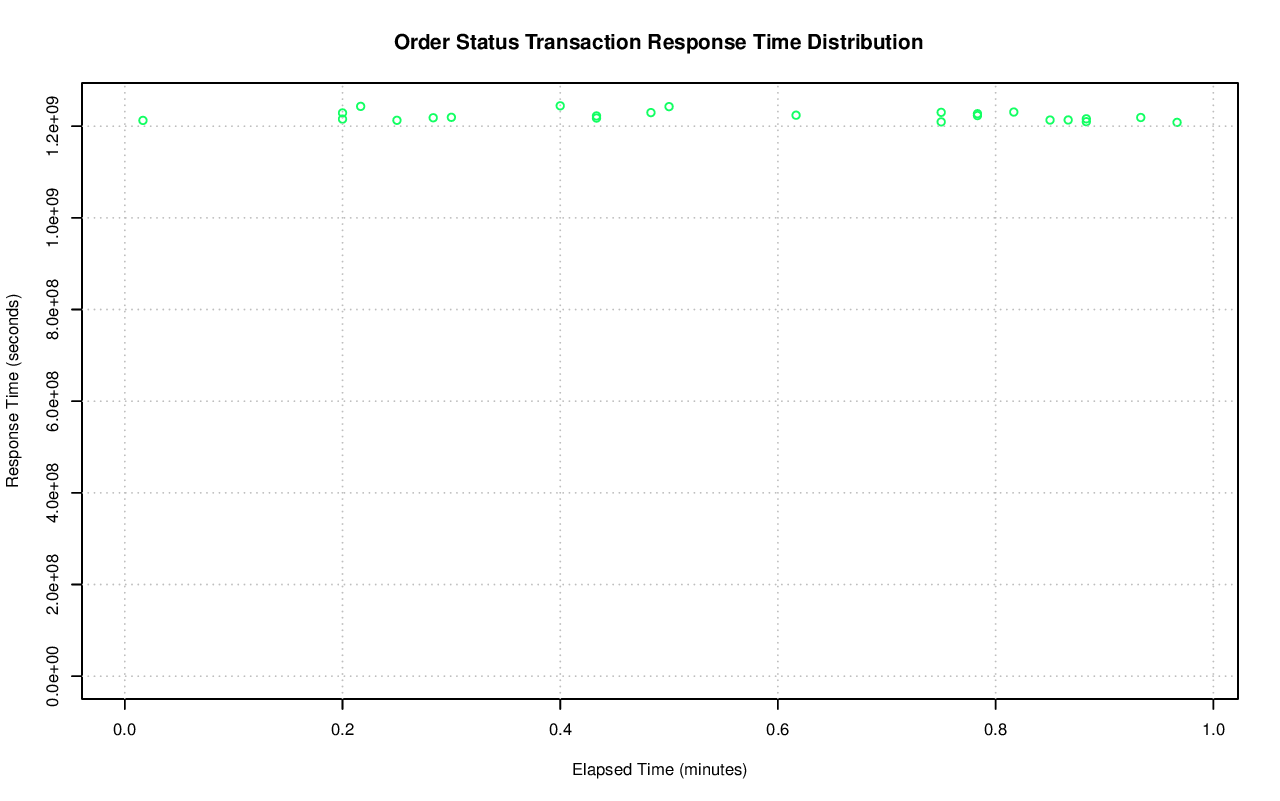 Order Status Transaction Response Time Distribution
Response Time (seconds)
1.2e+09
1.0e+09
8.0e+08
6.0e+08
4.0e+08
2.0e+08
0.0e+00
0.0 0.2 0.4 0.6 0.8 1.0
Elapsed Time (minutes)